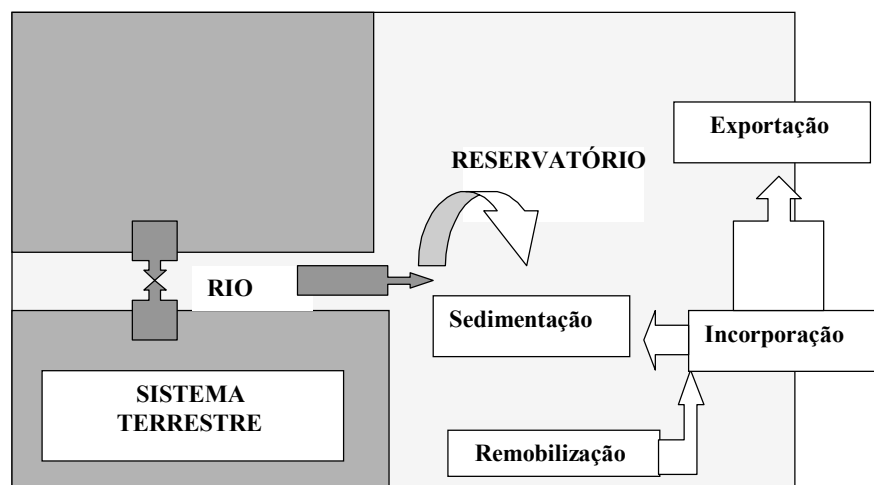 Exportação
RESERVATÓRIO
RIO
Sedimentação
Incorporação
SISTEMA
TERRESTRE
Remobilização